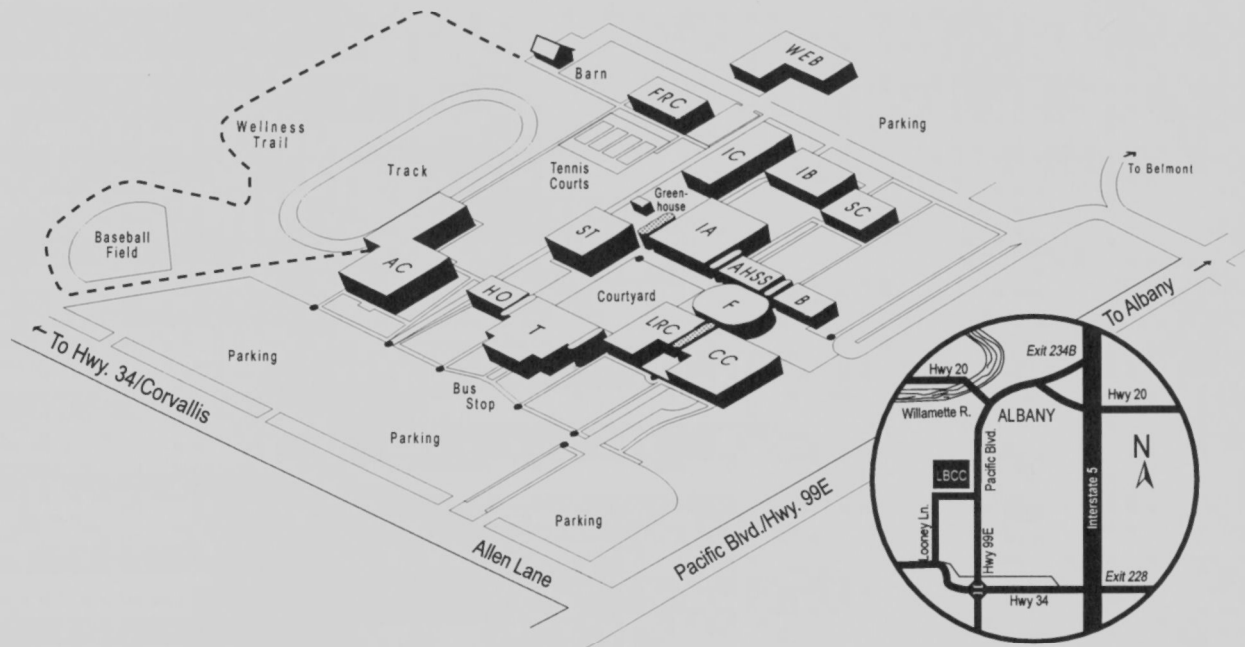 WEB
Barn
FRC
Parking
Wellness
Trail
Track
Tennis
Courts
IC
IB
SC
To Belmont
Green-
house
ST
IA
Baseball
Field
AC
HO
Courtyard
AHSS
B
F
T
LRC
CC
To Albany
To Hwy. 34/Corvallis
Parking
Bus
Stop
Parking
Parking
Allen Lane
Pacific Blvd./Hwy. 99E
Exit 234B
Hwy 20
Willamette R.
ALBANY
Hwy 20
Pacific Blvd.
N
LBCC
Interstate 5
Looney Ln.
Hwy 99E
Exit 228
Hwy 34